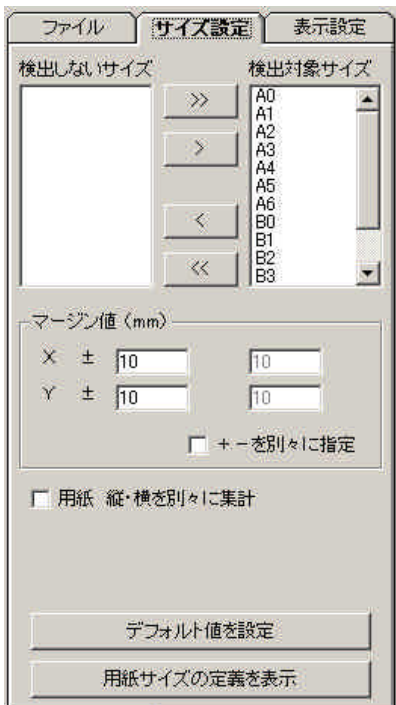 ファイル サイズ設定 表示設定
検出しないサイズ 検出対象サイズ
>>
>
<
<<
A0
A1
A2
A3
A4
A5
A6
B0
B1
B2
B3
マージン値(mm)
X ± 10 10
Y ± 10 10
+-を別々に指定
用紙 縦・横を別々に集計
デフォルト値を設定
用紙サイズの定義を表示